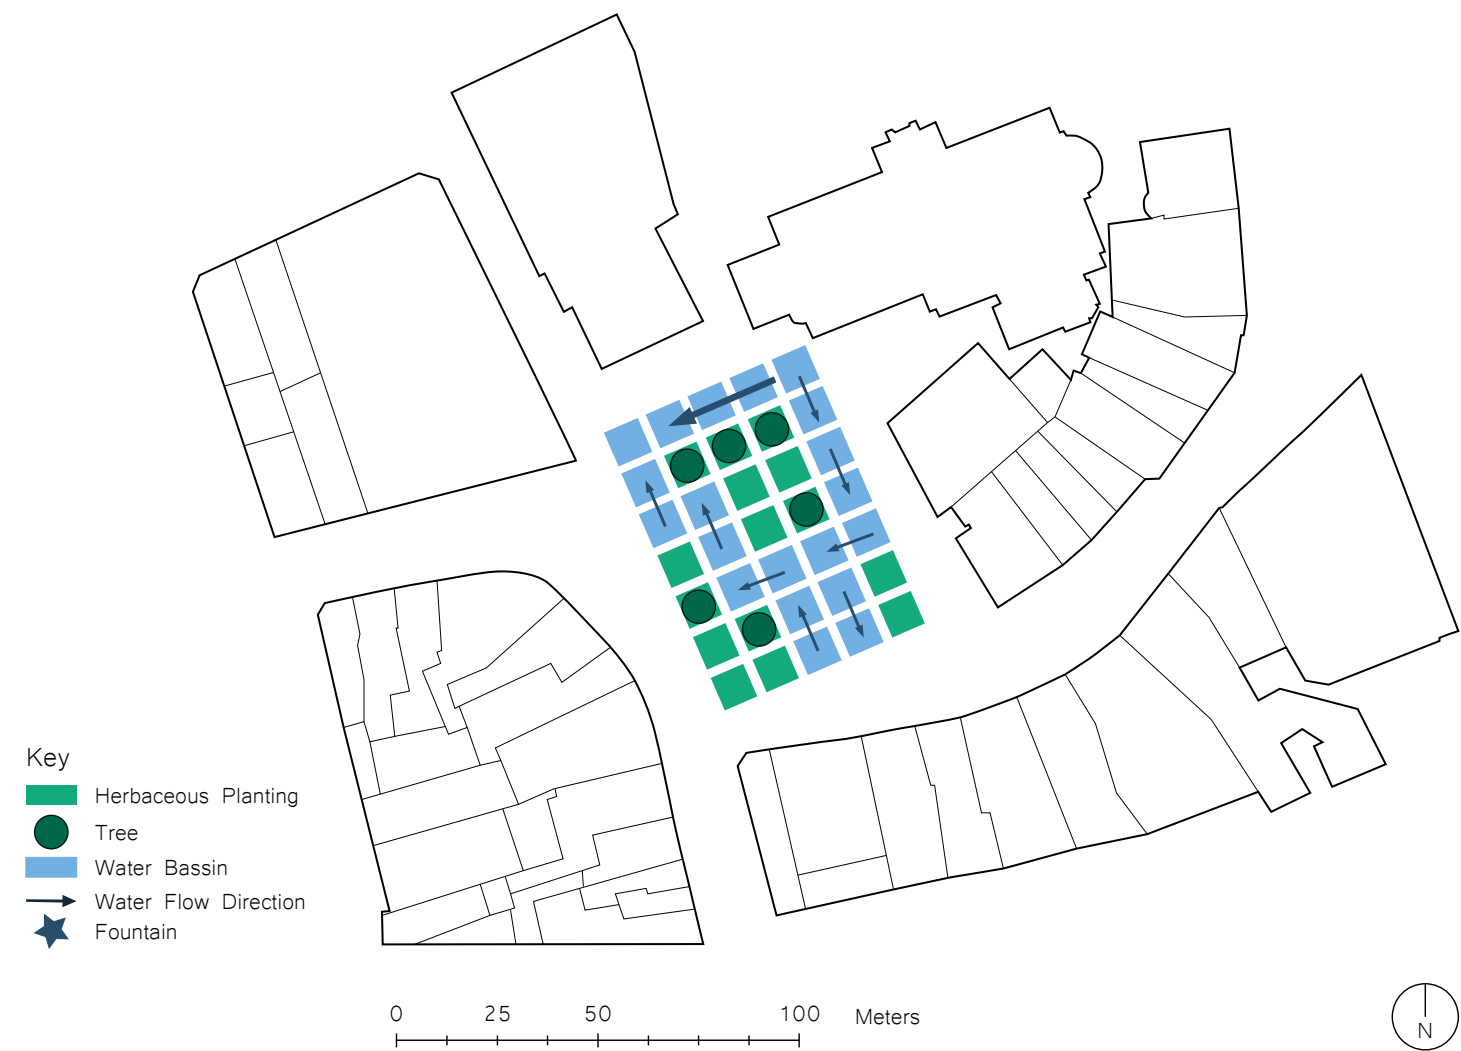 Key
Herbaceous Planting
Tree
Water Bassin
Water Flow Direction
Fountain
0 25 50 100 Meters
N